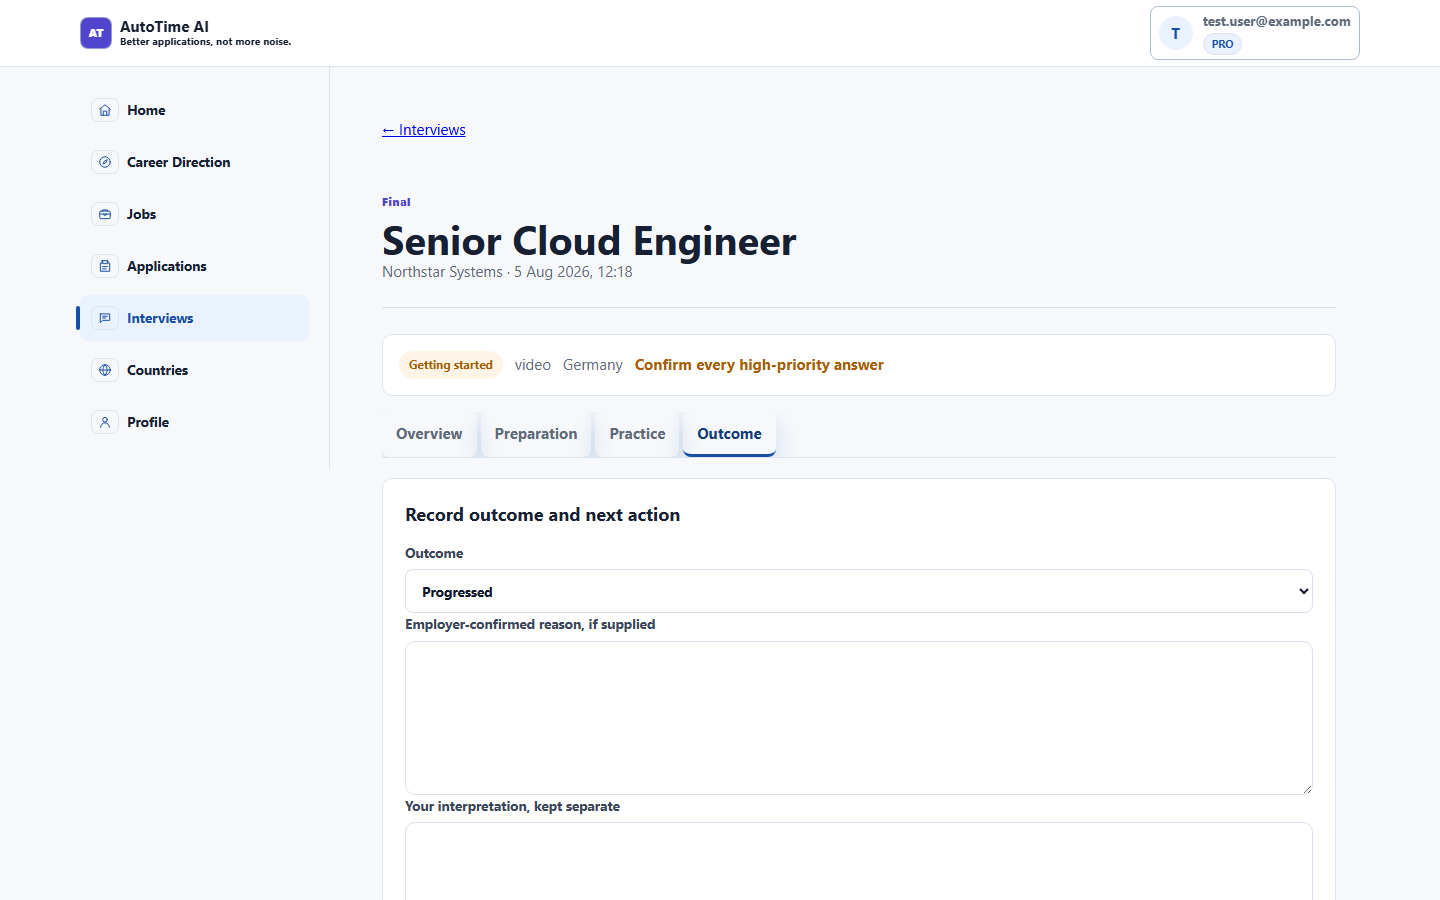 AT
AutoTime AI
Better applications, not more noise.
T
test.user@example.com
PRO
Home
Career Direction
Jobs
Applications
Interviews
Countries
Profile
← Interviews
Final
Senior Cloud Engineer
Northstar Systems · 5 Aug 2026, 12:18
Getting started video Germany Confirm every high-priority answer
Overview Preparation Practice Outcome
Record outcome and next action
Outcome
Progressed
Employer-confirmed reason, if supplied
Your interpretation, kept separate